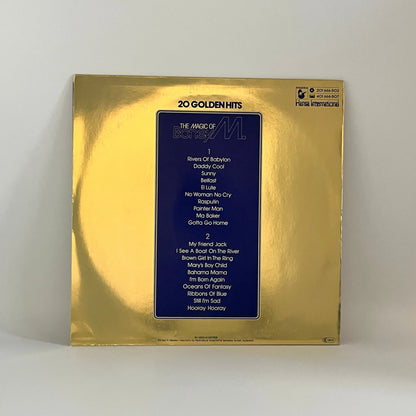 20 GOLDEN HITS
Hansa International
THE MAGIC OF
BONEY M.
1
Rivers Of Babylon
Daddy Cool
Sunny
Belfast
El Lute
No Woman No Cry
Rasputin
Painter Man
Ma Baker
Gotta Go Home
2
My Friend Jack
I See A Boat On The River
Brown Girl In The Ring
Mary's Boy Child
Bahama Mama
I'm Born Again
Oceans Of Fantasy
Ribbons Of Blue
Still I'm Sad
Hooray Hooray